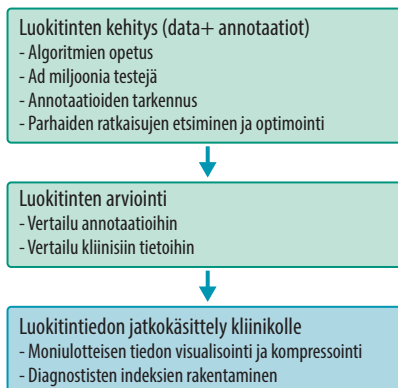 Luokitinten kehitys (data+ annotaatiot)
- Algoritmien opetus
- Ad miljoonia testejä
- Annotaatioiden tarkennus
- Parhaiden ratkaisujen etsiminen ja optimointi
Luokitinten arviointi
- Vertailu annotaatioihin
- Vertailu kliinisiin tietoihin
Luokitintiedon jatkokäsittely kliinikolle
- Moniulotteisen tiedon visualisointi ja kompressointi
- Diagnostisten indeksien rakentaminen